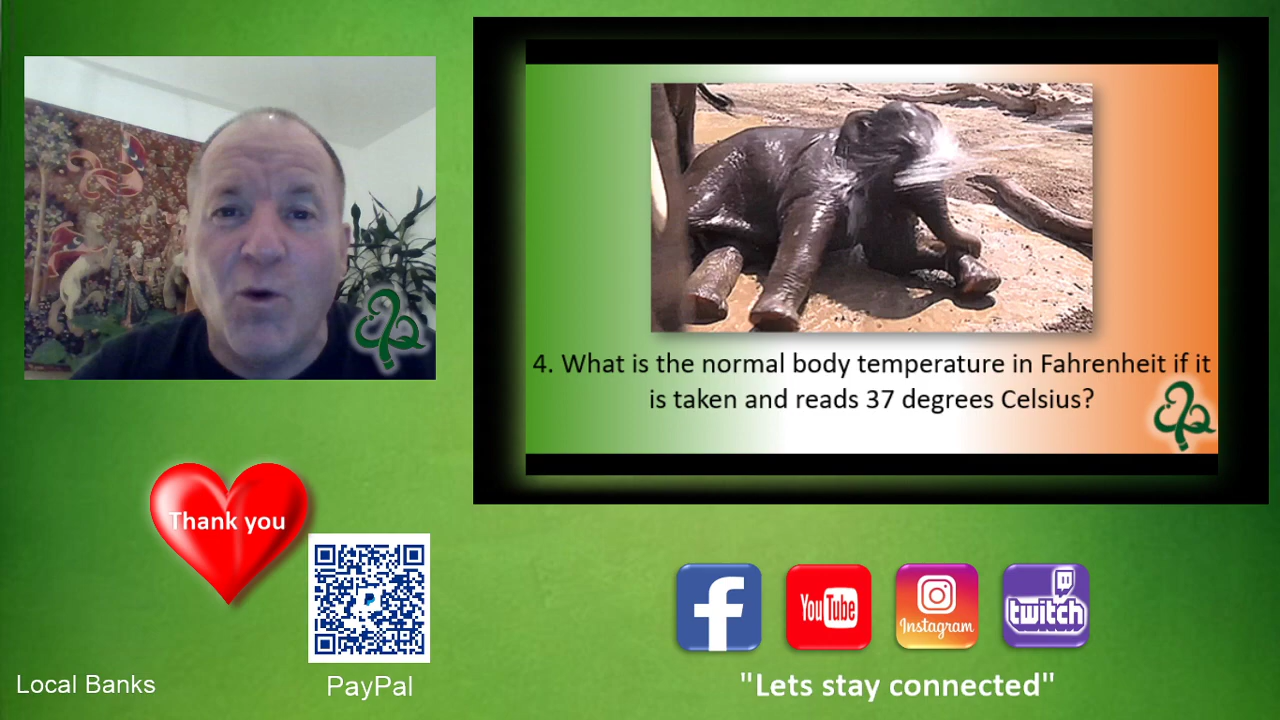 4. What is the normal body temperature in Fahrenheit if it
is taken and reads 37 degrees Celsius?
Thank you
Local Banks
PayPal
f
YouTube
Instagram
twitch
"Lets stay connected"